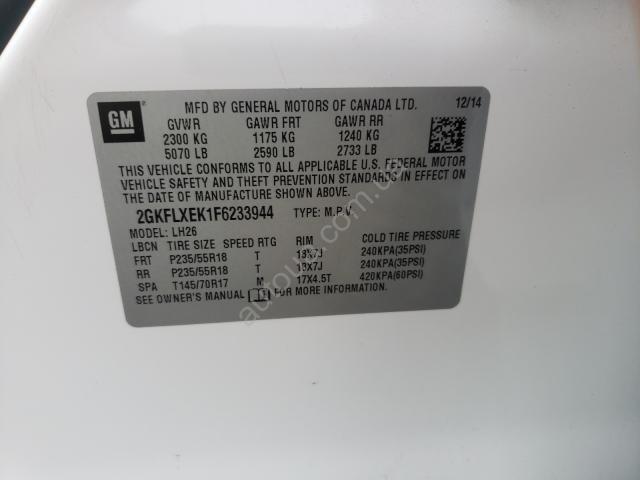 GM
MFD BY GENERAL MOTORS OF CANADA LTD. 12/14
GVWR GAWR FRT GAWR RR
2300 KG 1175 KG 1240 KG
5070 LB 2590 LB 2733 LB
THIS VEHICLE CONFORMS TO ALL APPLICABLE U.S. FEDERAL MOTOR
VEHICLE SAFETY AND THEFT PREVENTION STANDARDS IN EFFECT ON
THE DATE OF MANUFACTURE SHOWN ABOVE.
2GKFLXEK1F6233944 TYPE: M.P.V.
MODEL: LH26
LBCN TIRE SIZE SPEED RTG RIM COLD TIRE PRESSURE
FRT P235/55R18 T 18X7J 240KPA(35PSI)
RR P235/55R18 T 18X7J 240KPA(35PSI)
SPA T145/70R17 M 17X4.5T 420KPA(60PSI)
SEE OWNER'S MANUAL FOR MORE INFORMATION.